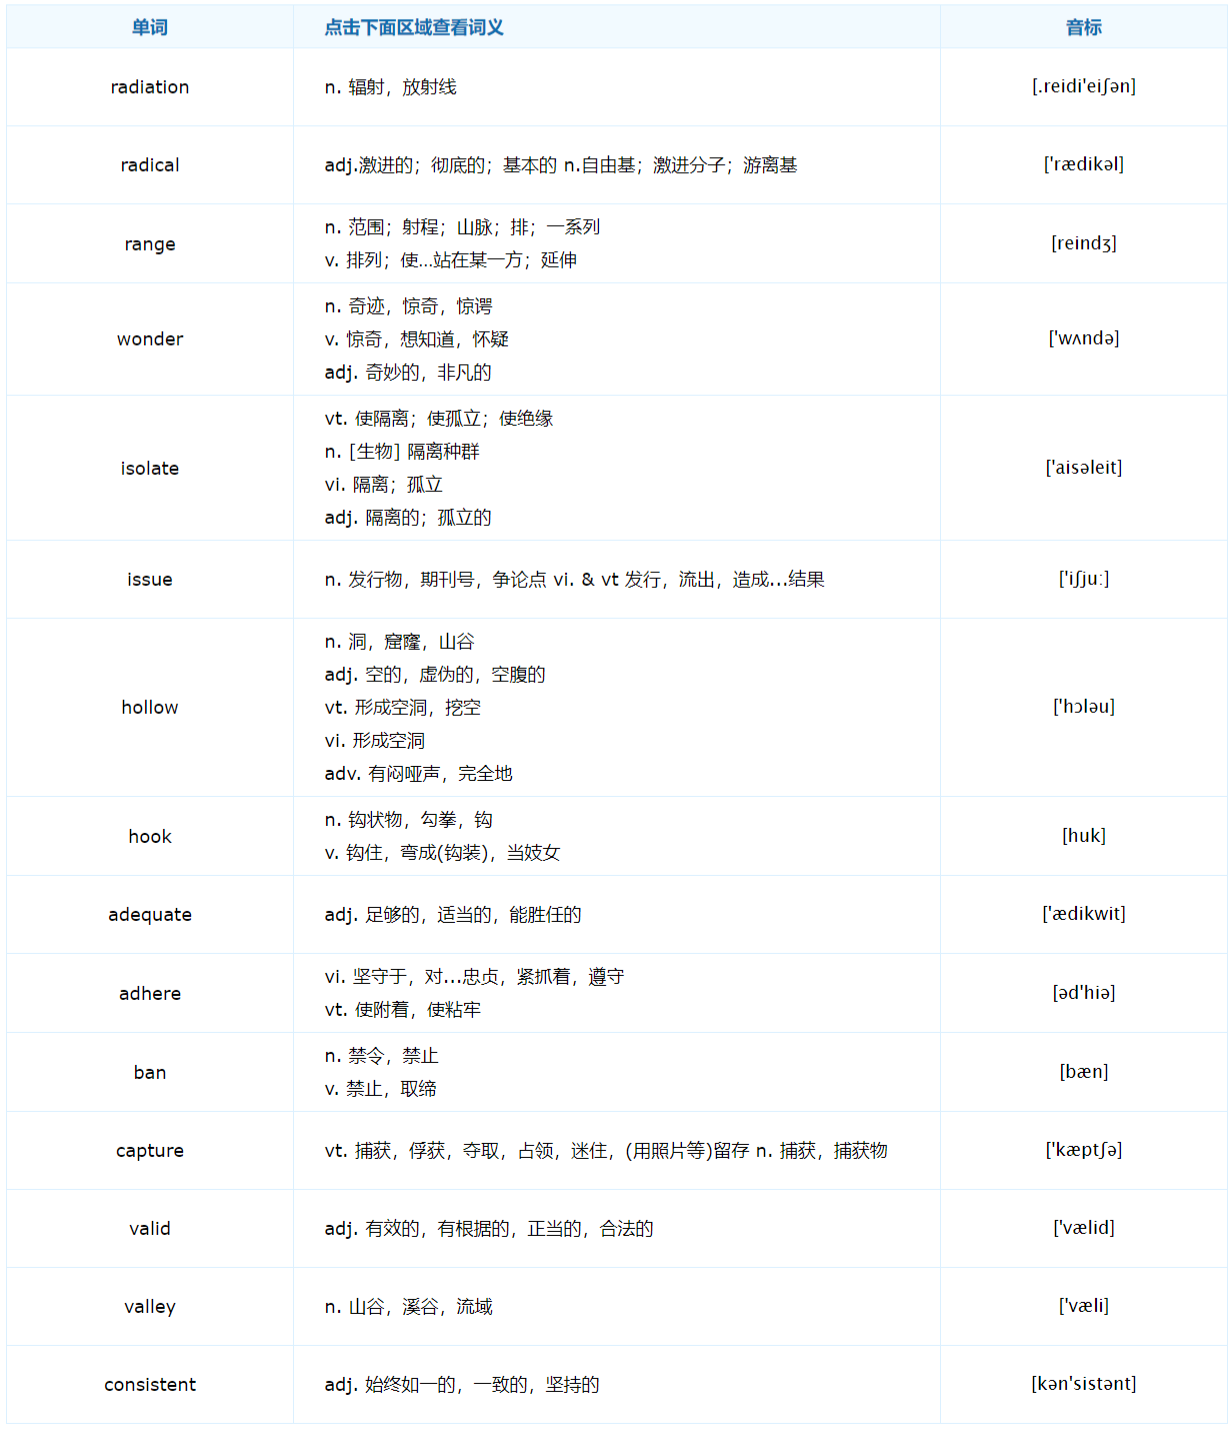 单词 点击下面区域查看词义 音标
radiation n. 辐射，放射线 [.reidi'eiʃən]
radical adj.激进的；彻底的；基本的 n.自由基；激进分子；游离基 ['rædikəl]
range n. 范围；射程；山脉；排；一系列 [reindʒ]
v. 排列；使…站在某一方；延伸
wonder n. 奇迹，惊奇，惊谔 ['wʌndə]
v. 惊奇，想知道，怀疑
adj. 奇妙的，非凡的
isolate vt. 使隔离；使孤立；使绝缘 ['aisəleit]
n. [生物] 隔离种群
vi. 隔离；孤立
adj. 隔离的；孤立的
issue n. 发行物，期刊号，争论点 vi. & vt 发行，流出，造成…结果 ['iʃjuː]
hollow n. 洞，窟窿，山谷 ['hɔləu]
adj. 空的，虚伪的，空腹的
vt. 形成空洞，挖空
vi. 形成空洞
adv. 有闷哑声，完全地
hook n. 钩状物，勾拳，钩 [huk]
v. 钩住，弯成(钩装)，当妓女
adequate adj. 足够的，适当的，能胜任的 ['ædikwit]
adhere vi. 坚守于，对…忠贞，紧抓着，遵守 [əd'hiə]
vt. 使附着，使粘牢
ban n. 禁令，禁止 [bæn]
v. 禁止，取缔
capture vt. 捕获，俘获，夺取，占领，迷住，(用照片等)留存 n. 捕获，捕获物 ['kæptʃə]
valid adj. 有效的，有根据的，正当的，合法的 ['vælid]
valley n. 山谷，溪谷，流域 ['væli]
consistent adj. 始终如一的，一致的，坚持的 [kən'sistənt]